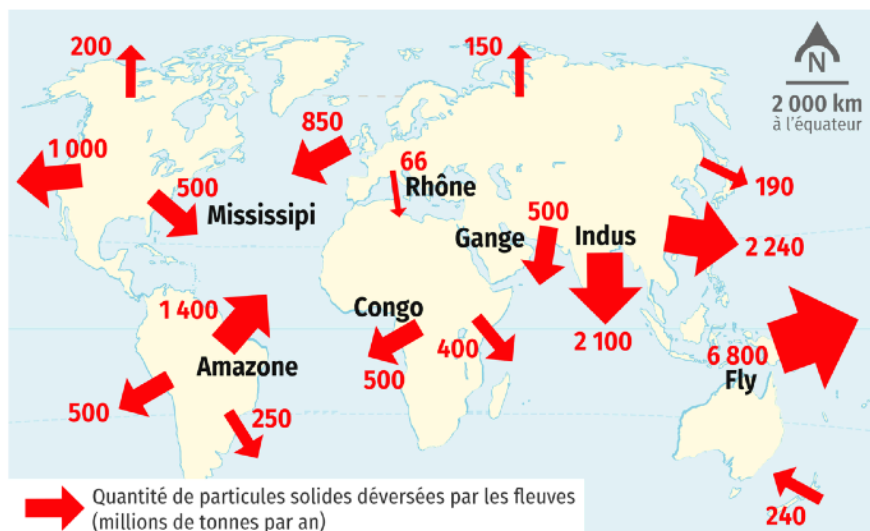 200
150
N
2 000 km
à l'équateur
850
1 000
66
Rhône
500
Mississipi
190
500
Gange
Indus
2 240
1 400
Congo
2 100
400
6 800
Amazone
500
Fly
500
250
240
Quantité de particules solides déversées par les fleuves
(millions de tonnes par an)